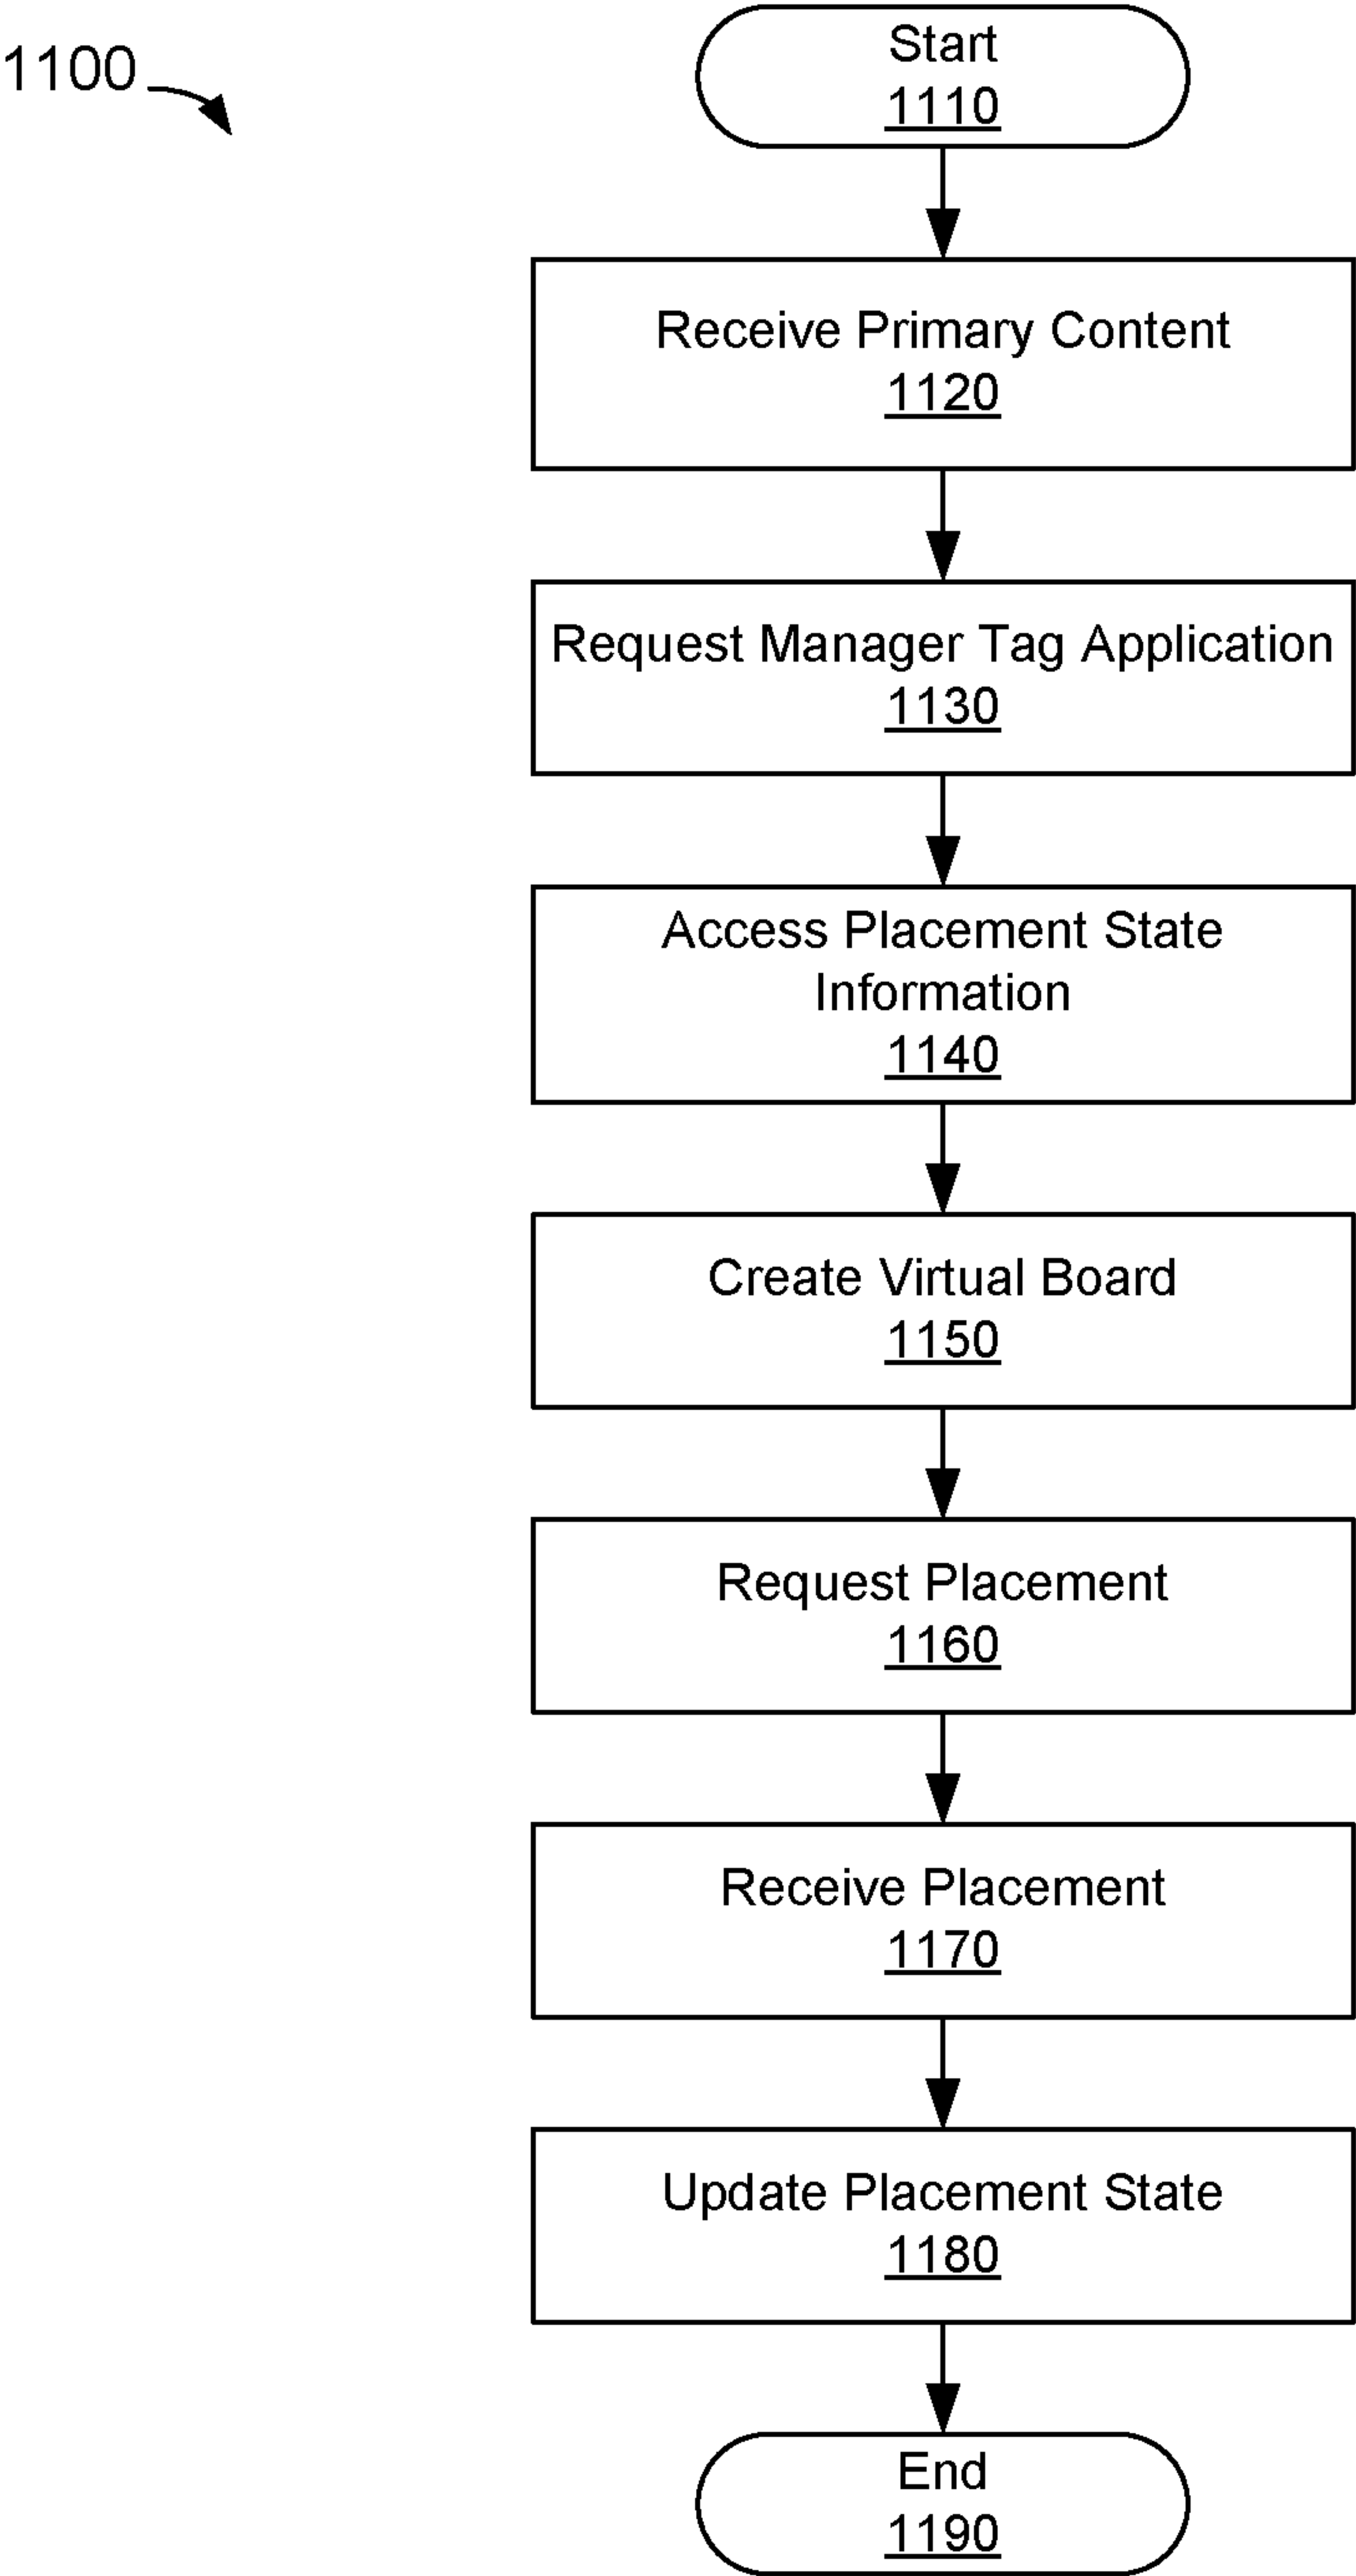 1100
Start
1110
Receive Primary Content
1120
Request Manager Tag Application
1130
Access Placement State
Information
1140
Create Virtual Board
1150
Request Placement
1160
Receive Placement
1170
Update Placement State
1180
End
1190